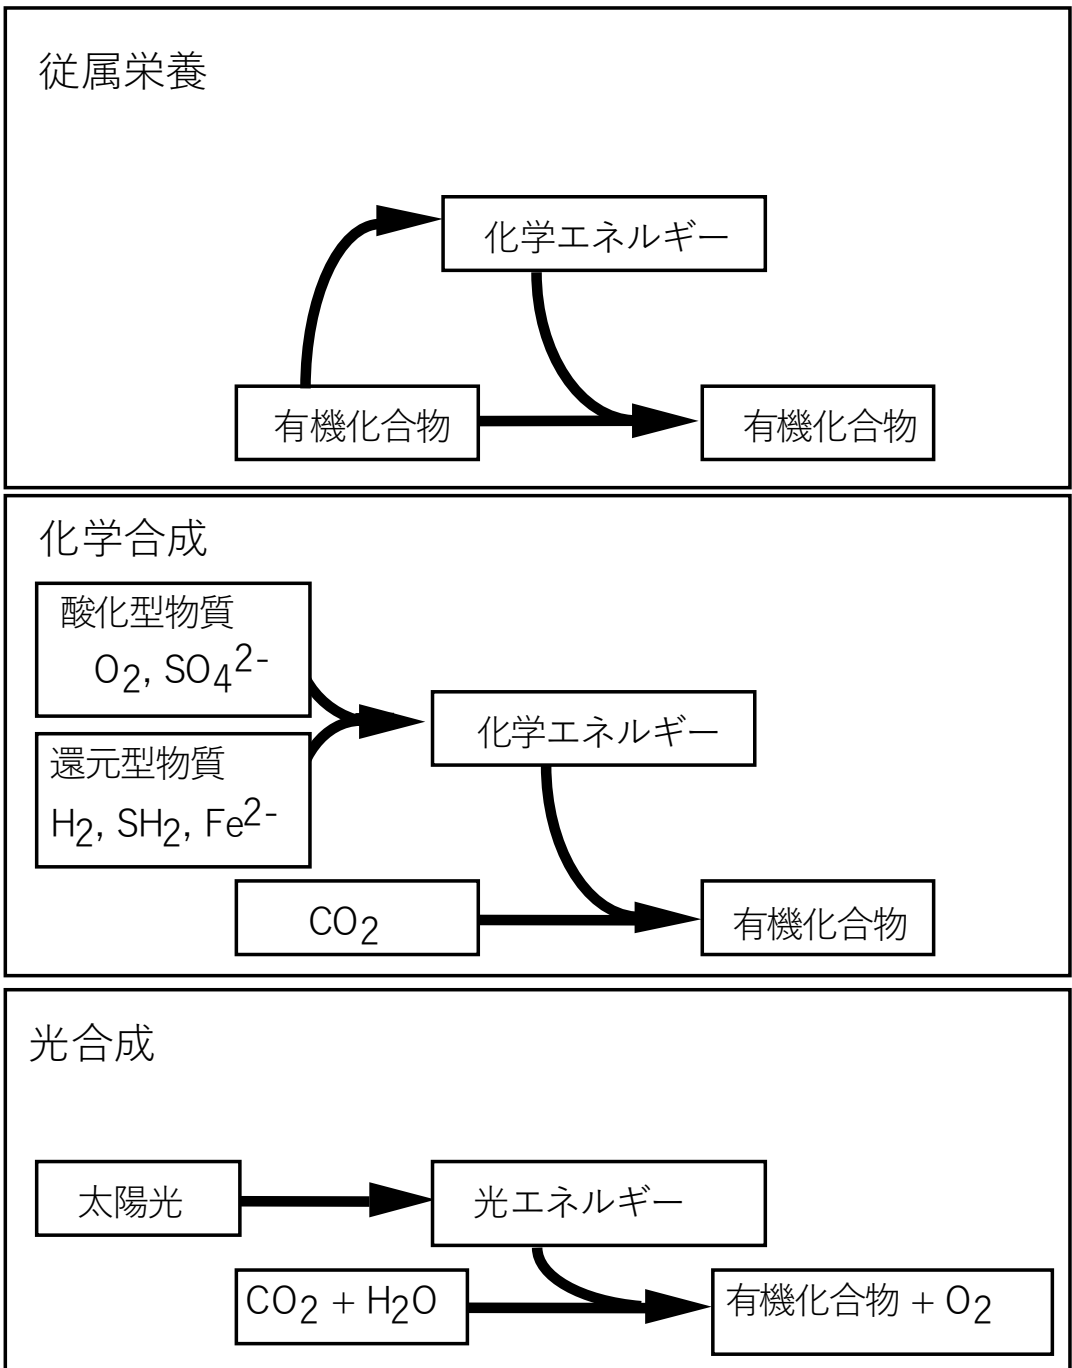 従属栄養
化学エネルギー
有機化合物
有機化合物
化学合成
酸化型物質
O₂, SO₄²⁻
化学エネルギー
還元型物質
H₂, SH₂, Fe²⁻
CO₂
有機化合物
光合成
太陽光
光エネルギー
CO₂ + H₂O
有機化合物 + O₂